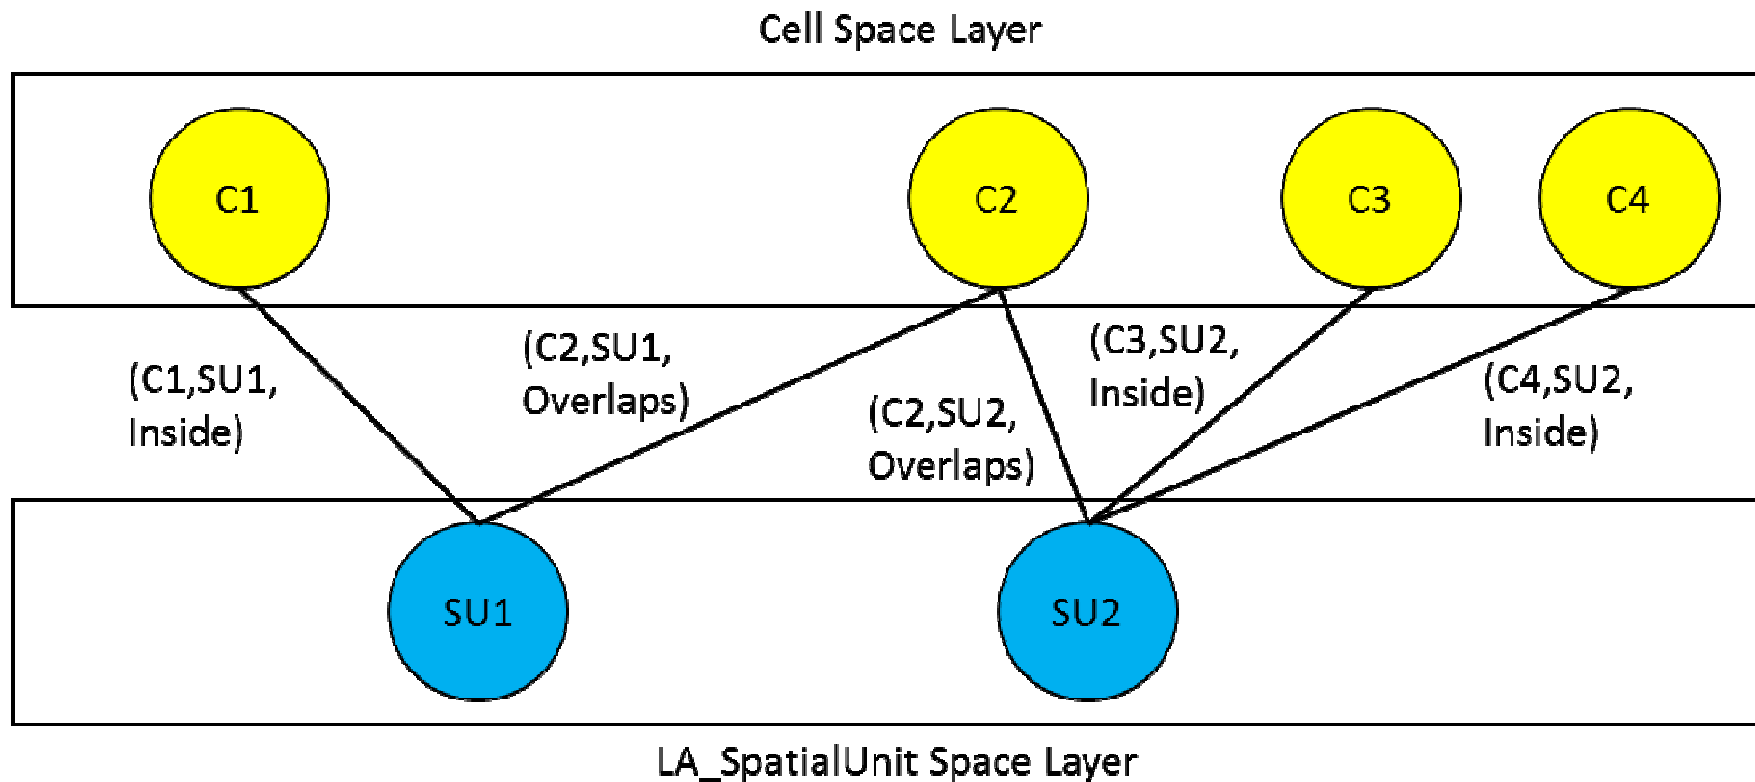 Cell Space Layer
C1
C2
C3
C4
(C1,SU1,
Inside)
(C2,SU1,
Overlaps)
(C2,SU2,
Overlaps)
(C3,SU2,
Inside)
(C4,SU2,
Inside)
SU1
SU2
LA_SpatialUnit Space Layer